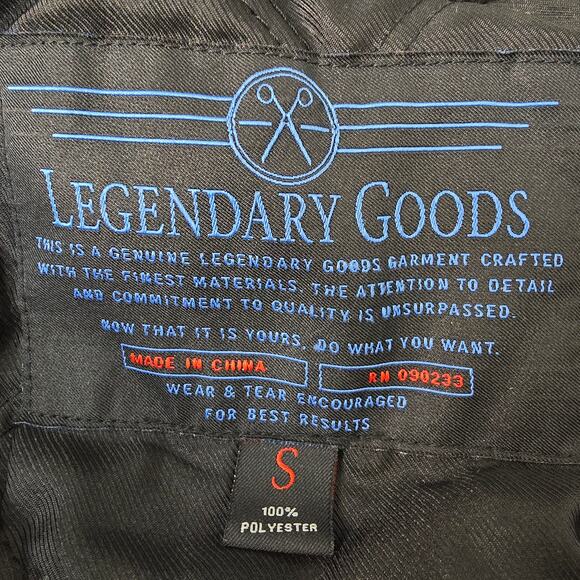 LEGENDARY GOODS
THIS IS A GENUINE LEGENDARY GOODS GARMENT CRAFTED
WITH THE FINEST MATERIALS. THE ATTENTION TO DETAIL
AND COMMITMENT TO QUALITY IS UNSURPASSED.
NOW THAT IT IS YOURS. DO WHAT YOU WANT.
MADE IN CHINA RN 090233
WEAR & TEAR ENCOURAGED
FOR BEST RESULTS
S
100%
POLYESTER